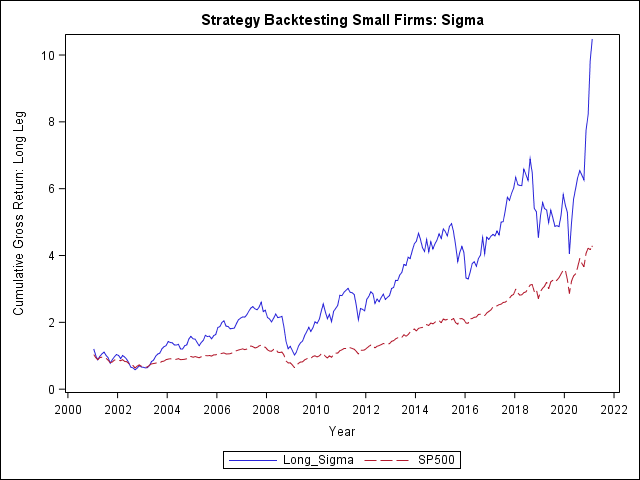 Strategy Backtesting Small Firms: Sigma
Cumulative Gross Return: Long Leg
10
8
6
4
2
0
2000 2002 2004 2006 2008 2010 2012 2014 2016 2018 2020 2022
Year
Long_Sigma SP500